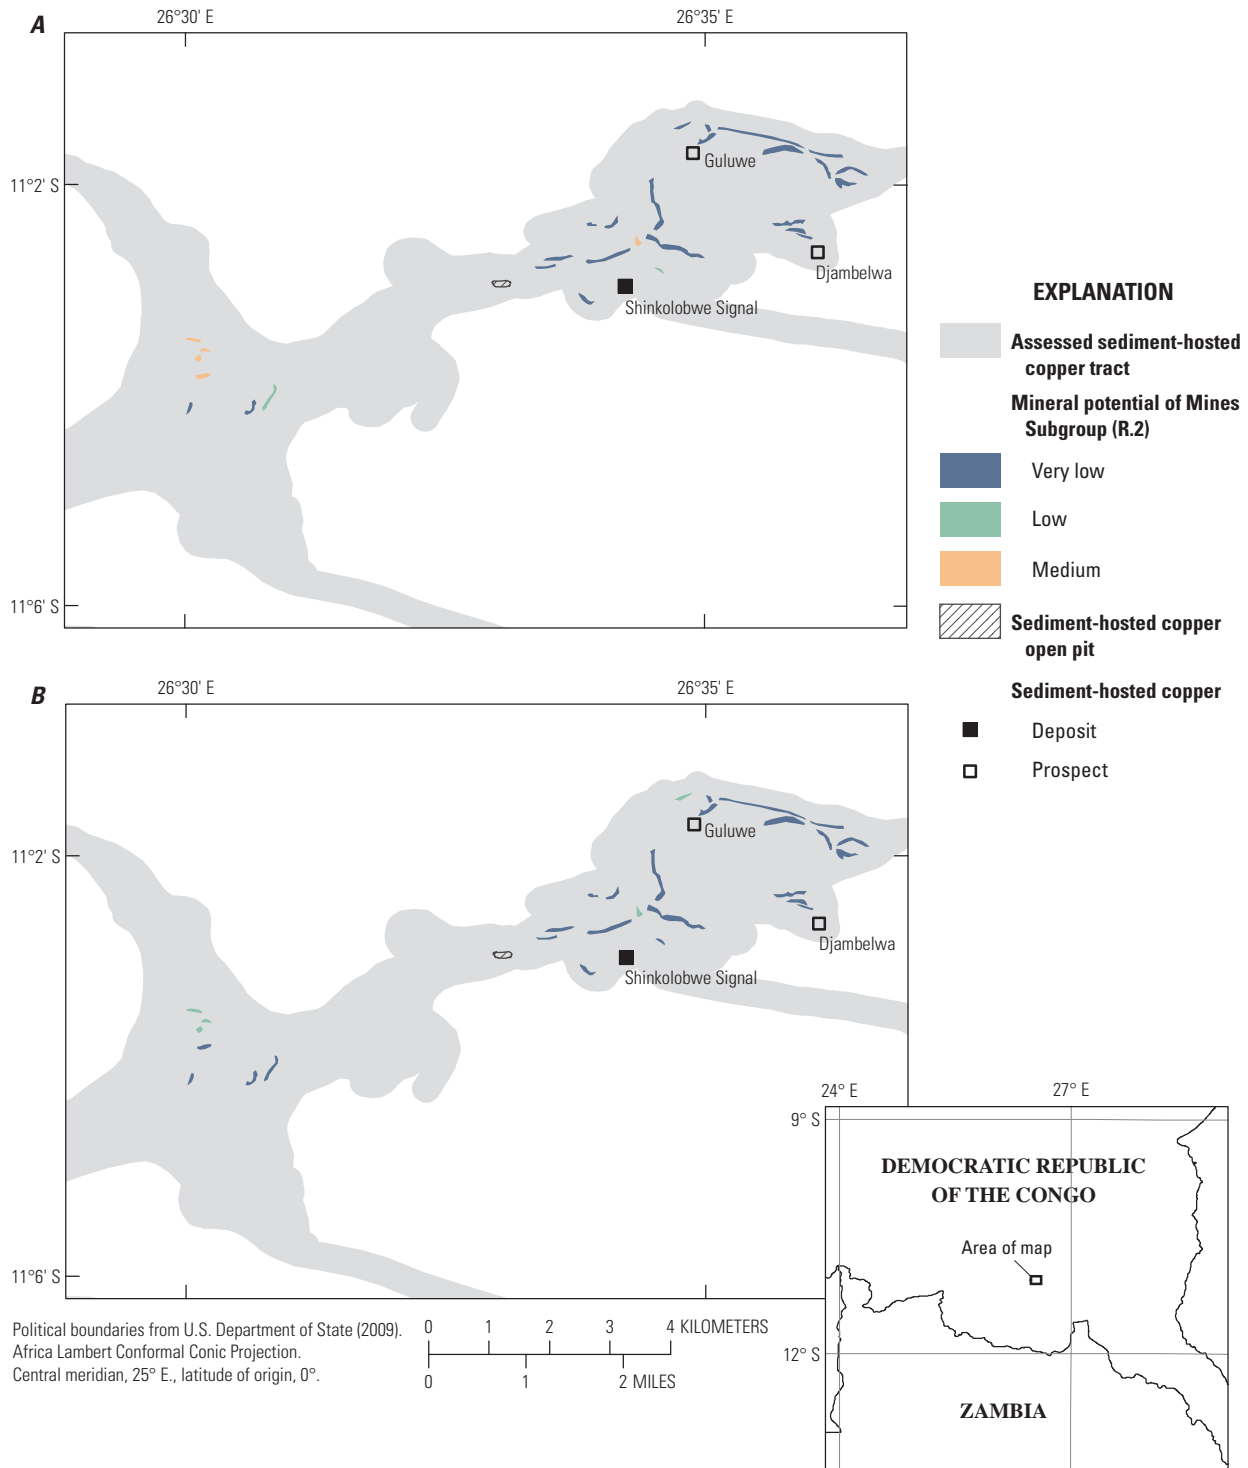 A
26°30' E
26°35' E
11°2' S
11°6' S
Guluwe
Djambelwa
Shinkolobwe Signal
EXPLANATION
Assessed sediment-hosted
copper tract
Mineral potential of Mines
Subgroup (R.2)
Very low
Low
Medium
Sediment-hosted copper
open pit
Sediment-hosted copper
Deposit
Prospect
B
26°30' E
26°35' E
11°2' S
11°6' S
Guluwe
Djambelwa
Shinkolobwe Signal
24° E
27° E
9° S
12° S
DEMOCRATIC REPUBLIC
OF THE CONGO
Area of map
ZAMBIA
Political boundaries from U.S. Department of State (2009).
Africa Lambert Conformal Conic Projection.
Central meridian, 25° E., latitude of origin, 0°.
0 1 2 3 4 KILOMETERS
0 1 2 MILES